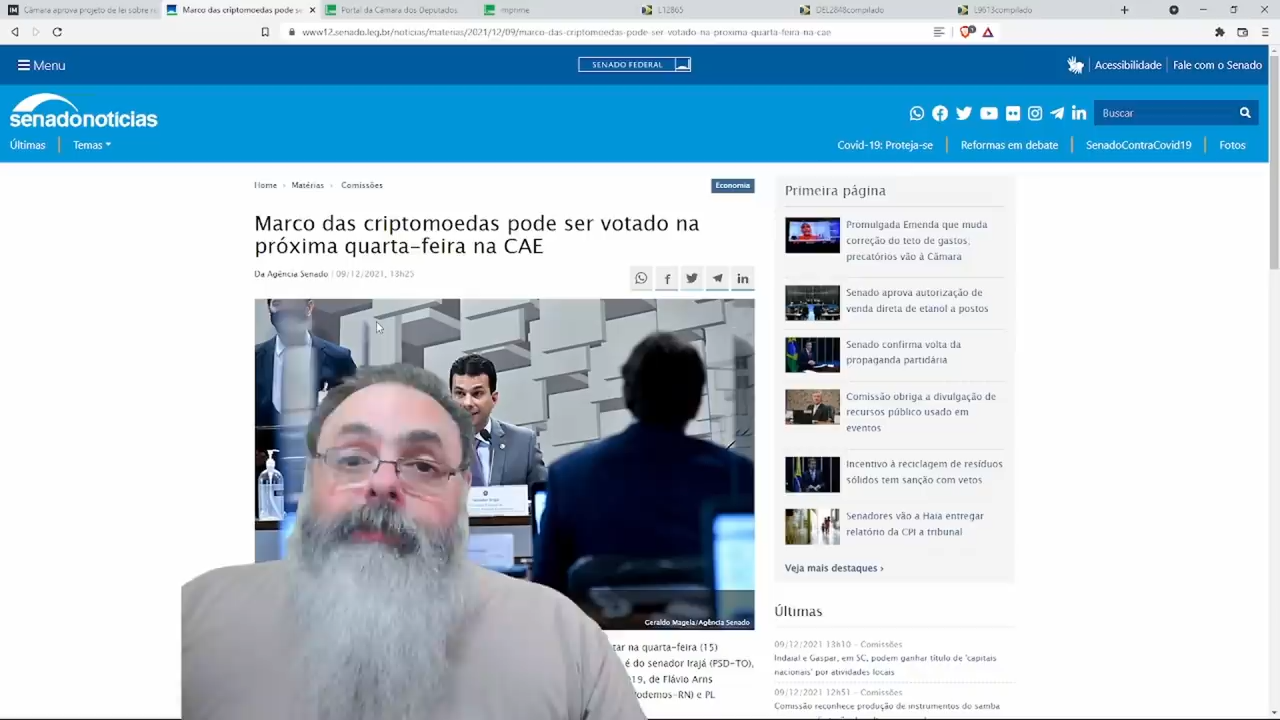 Câmara aprova projeto de lei sobre re
Marco das criptomoedas pode se
Portal da Câmara dos Deputados
imprime
L12865
DEL2848compilado
L9613compilado
www12.senado.leg.br/noticias/materias/2021/12/09/marco-das-criptomoedas-pode-ser-votado-na-proxima-quarta-feira-na-cae
Menu
SENADO FEDERAL
Acessibilidade
Fale com o Senado
senadonotícias
Buscar
Últimas
Temas
Covid-19: Proteja-se
Reformas em debate
SenadoContraCovid19
Fotos
Home › Matérias › Comissões
Economia
Marco das criptomoedas pode ser votado na
próxima quarta-feira na CAE
Da Agência Senado | 09/12/2021, 13h25
Geraldo Magela/Agência Senado
tar na quarta-feira (15)
é do senador Irajá (PSD-TO),
19, de Flávio Arns
Podemos-RN) e PL
Primeira página
Promulgada Emenda que muda
correção do teto de gastos;
precatórios vão à Câmara
Senado aprova autorização de
venda direta de etanol a postos
Senado confirma volta da
propaganda partidária
Comissão obriga a divulgação de
recursos público usado em
eventos
Incentivo à reciclagem de resíduos
sólidos tem sanção com vetos
Senadores vão a Haia entregar
relatório da CPI a tribunal
Veja mais destaques ›
Últimas
09/12/2021 13h10 - Comissões
Indaial e Gaspar, em SC, podem ganhar título de 'capitais
nacionais' por atividades locais
09/12/2021 12h51 - Comissões
Comissão reconhece produção de instrumentos do samba